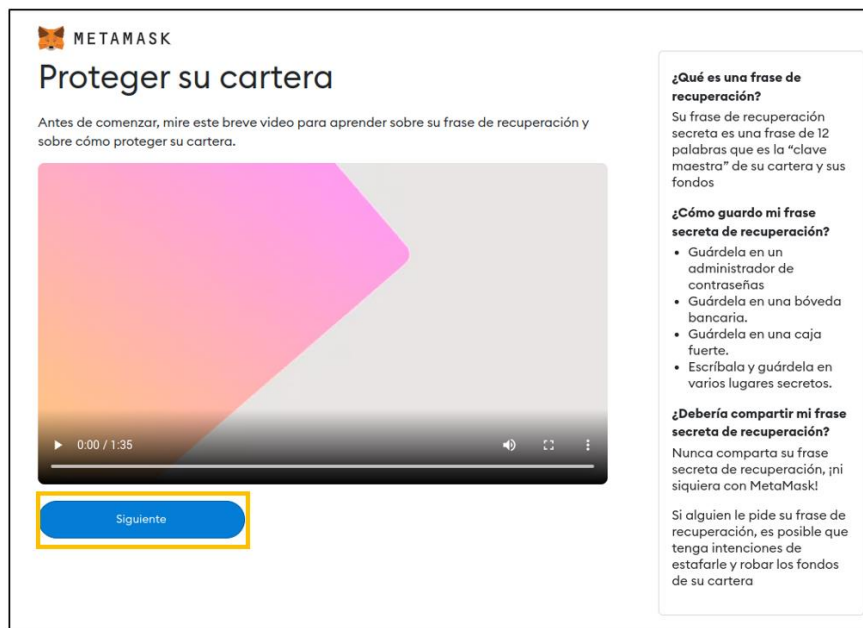 METAMASK
Proteger su cartera
Antes de comenzar, mire este breve video para aprender sobre su frase de recuperación y
sobre cómo proteger su cartera.
0:00 / 1:35
Siguiente
¿Qué es una frase de
recuperación?
Su frase de recuperación
secreta es una frase de 12
palabras que es la “clave
maestra” de su cartera y sus
fondos
¿Cómo guardo mi frase
secreta de recuperación?
• Guárdela en un
administrador de
contraseñas
• Guárdela en una bóveda
bancaria.
• Guárdela en una caja
fuerte.
• Escríbala y guárdela en
varios lugares secretos.
¿Debería compartir mi frase
secreta de recuperación?
Nunca comparta su frase
secreta de recuperación, ¡ni
siquiera con MetaMask!
Si alguien le pide su frase de
recuperación, es posible que
tenga intenciones de
estafarle y robar los fondos
de su cartera